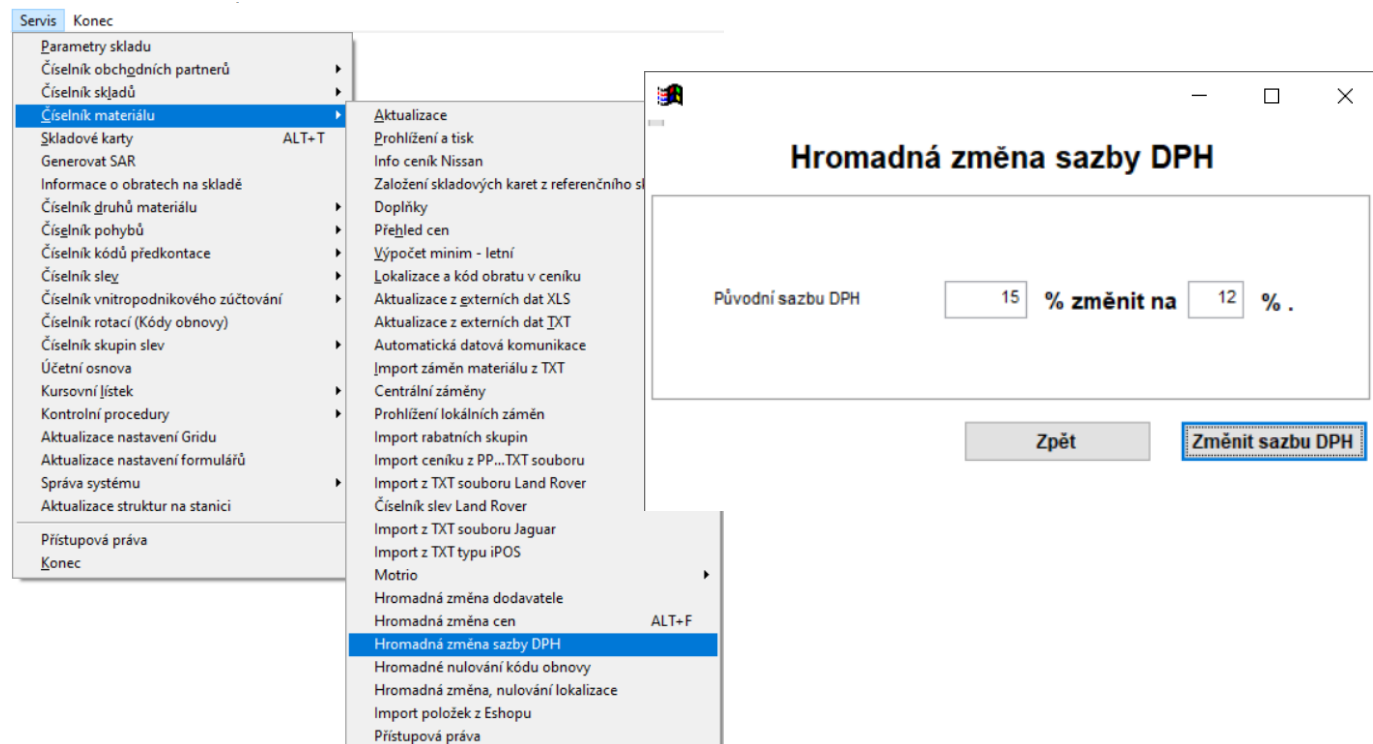 Servis Konec
Parametry skladu
Číselník obchodních partnerů
Číselník skladů
Číselník materiálu
Skladové karty ALT+T
Generovat SAR
Informace o obratech na skladě
Číselník druhů materiálu
Číselník pohybů
Číselník kódů předkontace
Číselník slev
Číselník vnitropodnikového zúčtování
Číselník rotací (Kódy obnovy)
Číselník skupin slev
Účetní osnova
Kursovní lístek
Kontrolní procedury
Aktualizace nastavení Gridu
Aktualizace nastavení formulářů
Správa systému
Aktualizace struktur na stanici
Přístupová práva
Konec
Aktualizace
Prohlížení a tisk
Info ceník Nissan
Založení skladových karet z referenčního
Doplňky
Přehled cen
Výpočet minim - letní
Lokalizace a kód obratu v ceníku
Aktualizace z externích dat XLS
Aktualizace z externích dat TXT
Automatická datová komunikace
Import záměn materiálu z TXT
Centrální záměny
Prohlížení lokálních záměn
Import rabatních skupin
Import ceníku z PP...TXT souboru
Import z TXT souboru Land Rover
Číselník slev Land Rover
Import z TXT souboru Jaguar
Import z TXT typu iPOS
Motrio
Hromadná změna dodavatele
Hromadná změna cen ALT+F
Hromadná změna sazby DPH
Hromadné nulování kódu obnovy
Hromadná změna, nulování lokalizace
Import položek z Eshopu
Přístupová práva
Hromadná změna sazby DPH
Původní sazbu DPH 15 % změnit na 12 % .
Zpět Změnit sazbu DPH